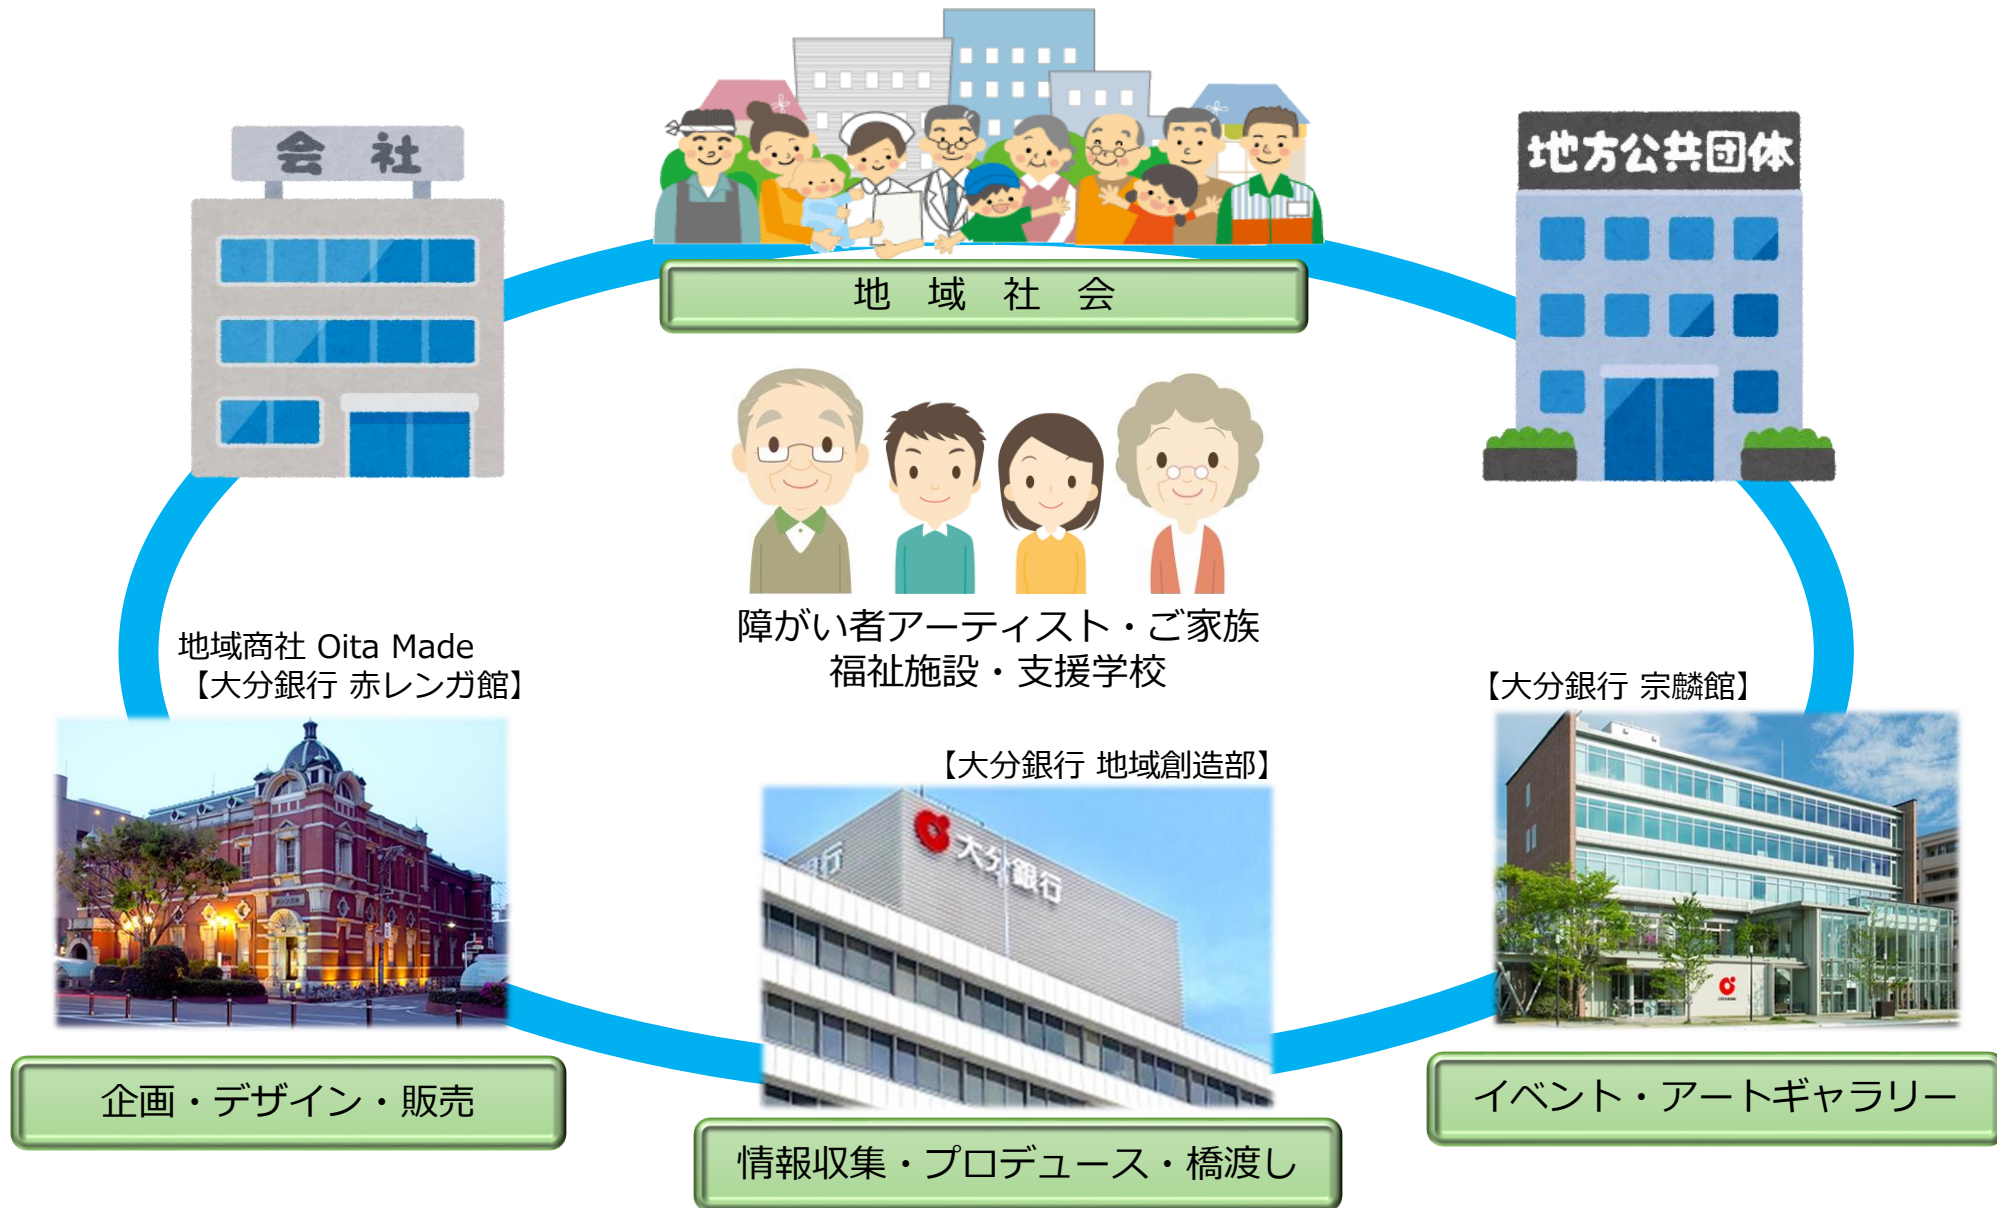 会 社
地方公共団体
地 域 社 会
障がい者アーティスト・ご家族
福祉施設・支援学校
地域商社 Oita Made
【大分銀行 赤レンガ館】
【大分銀行 宗麟館】
【大分銀行 地域創造部】
銀行
大分銀行
企画・デザイン・販売
イベント・アートギャラリー
情報収集・プロデュース・橋渡し